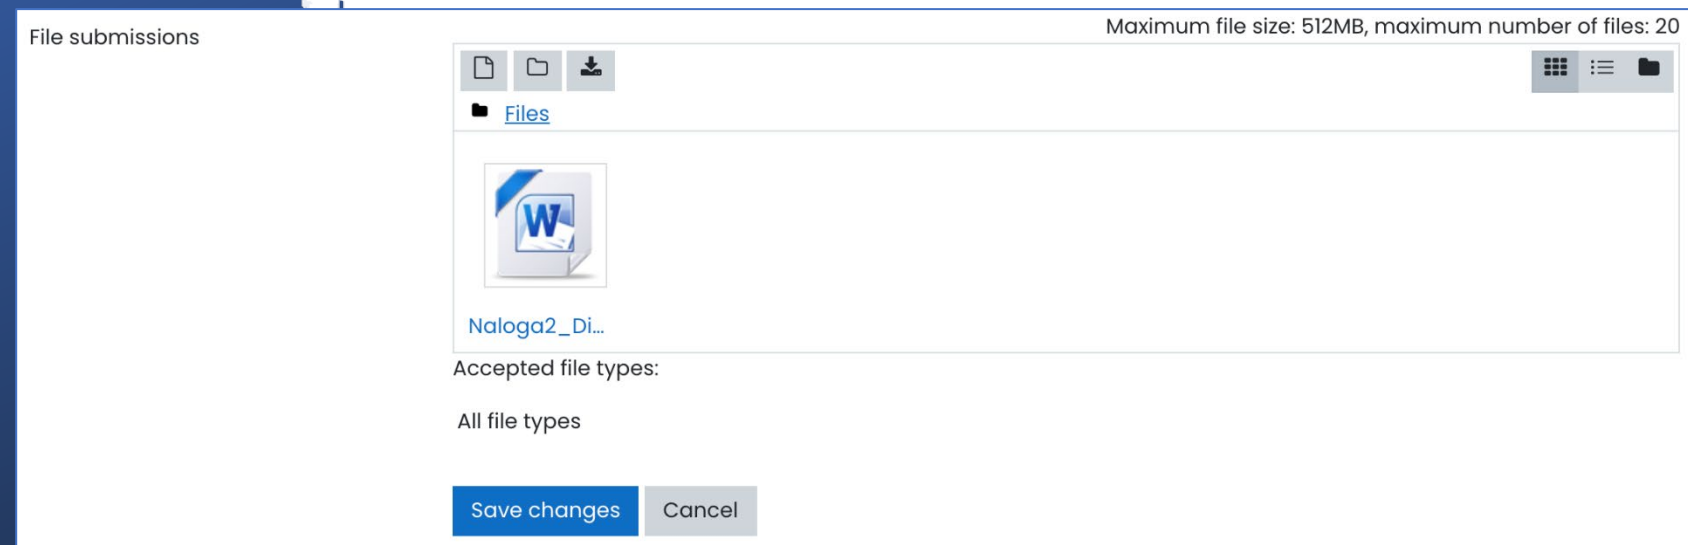 Maximum file size: 512MB, maximum number of files: 20
File submissions
Files
W
Naloga2_Di...
Accepted file types:
All file types
Save changes Cancel